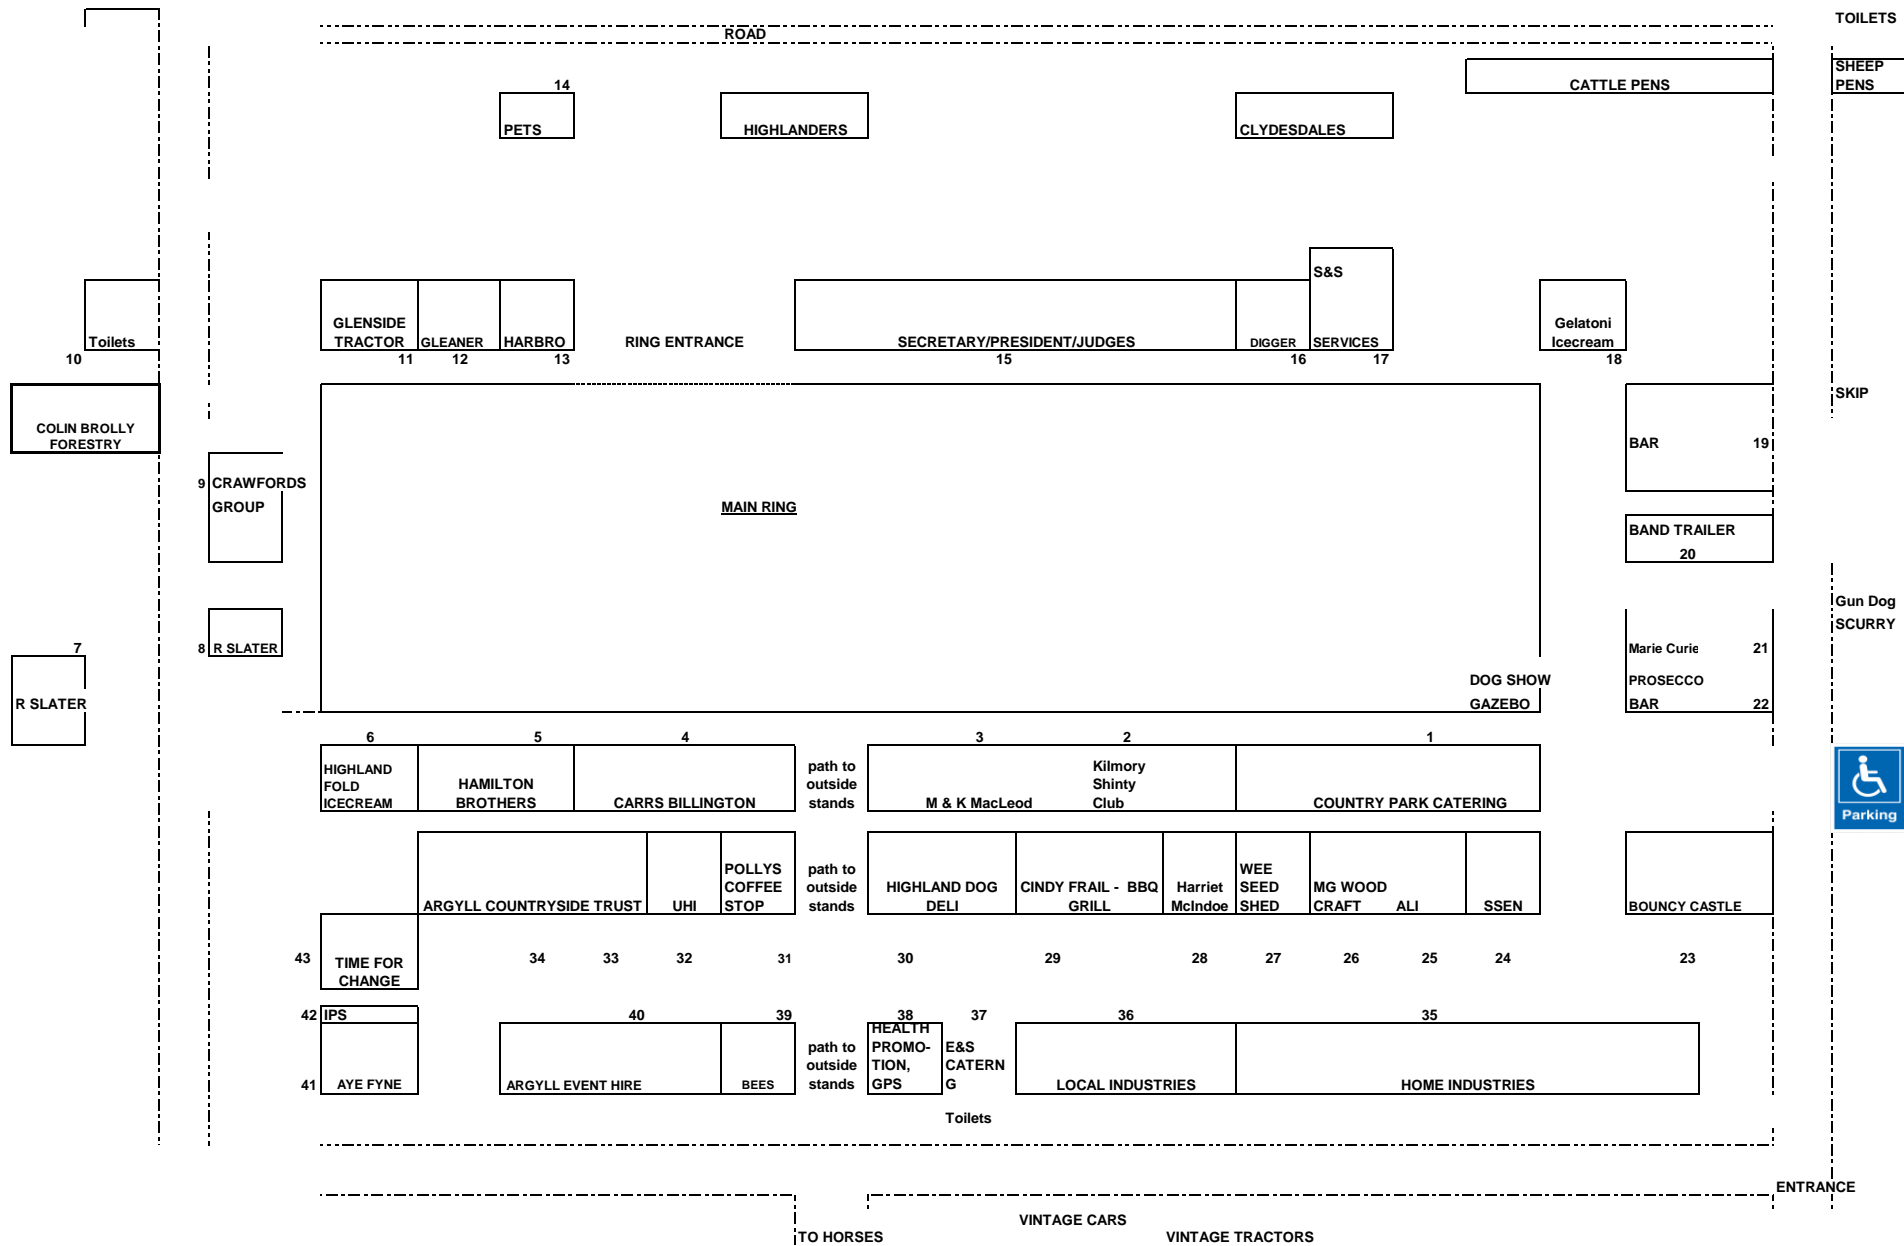 TOILETS
ROAD
SHEEP
PENS
14
CATTLE PENS
PETS
HIGHLANDERS
CLYDESDALES
S&S
GLENSIDE
TRACTOR
GLEANER
HARBRO
RING ENTRANCE
SECRETARY/PRESIDENT/JUDGES
DIGGER
SERVICES
Gelatoni
Icecream
Toilets
10
11
12
13
15
16
17
18
SKIP
COLIN BROLLY
FORESTRY
BAR 19
9 CRAWFORDS
GROUP
MAIN RING
BAND TRAILER
20
Gun Dog
SCURRY
7
8 R SLATER
Marie Curie 21
R SLATER
DOG SHOW
GAZEBO
PROSECCO
BAR 22
6
5
4
3
2
1
HIGHLAND
FOLD
ICECREAM
HAMILTON
BROTHERS
CARRS BILLINGTON
path to
outside
stands
M & K MacLeod
Kilmory
Shinty
Club
COUNTRY PARK CATERING
Parking
ARGYLL COUNTRYSIDE TRUST
UHI
POLLYS
COFFEE
STOP
path to
outside
stands
HIGHLAND DOG
DELI
CINDY FRAIL - BBQ
GRILL
Harriet
McIndoe
WEE
SEED
SHED
MG WOOD
CRAFT
ALI
SSEN
BOUNCY CASTLE
43
TIME FOR
CHANGE
34
33
32
31
30
29
28
27
26
25
24
23
42 IPS
40
39
38
37
36
35
41 AYE FYNE
ARGYLL EVENT HIRE
BEES
path to
outside
stands
HEALTH
PROMO-
TION,
GPS
E&S
CATERN
G
LOCAL INDUSTRIES
HOME INDUSTRIES
Toilets
ENTRANCE
VINTAGE CARS
TO HORSES
VINTAGE TRACTORS